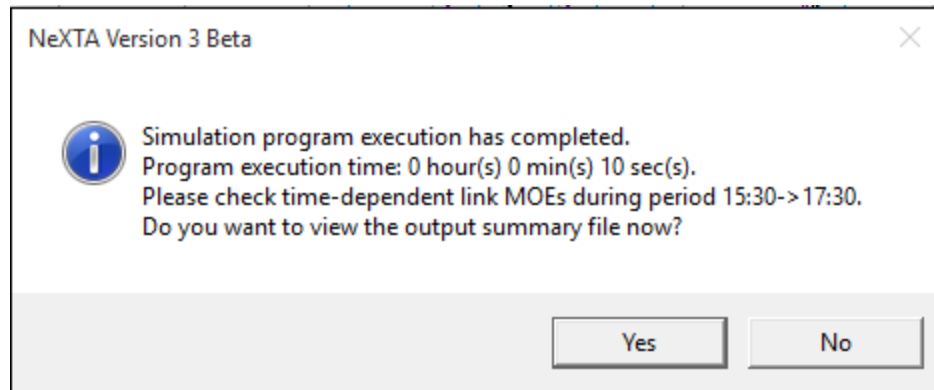 NeXTA Version 3 Beta
Simulation program execution has completed.
Program execution time: 0 hour(s) 0 min(s) 10 sec(s).
Please check time-dependent link MOEs during period 15:30->17:30.
Do you want to view the output summary file now?
Yes
No